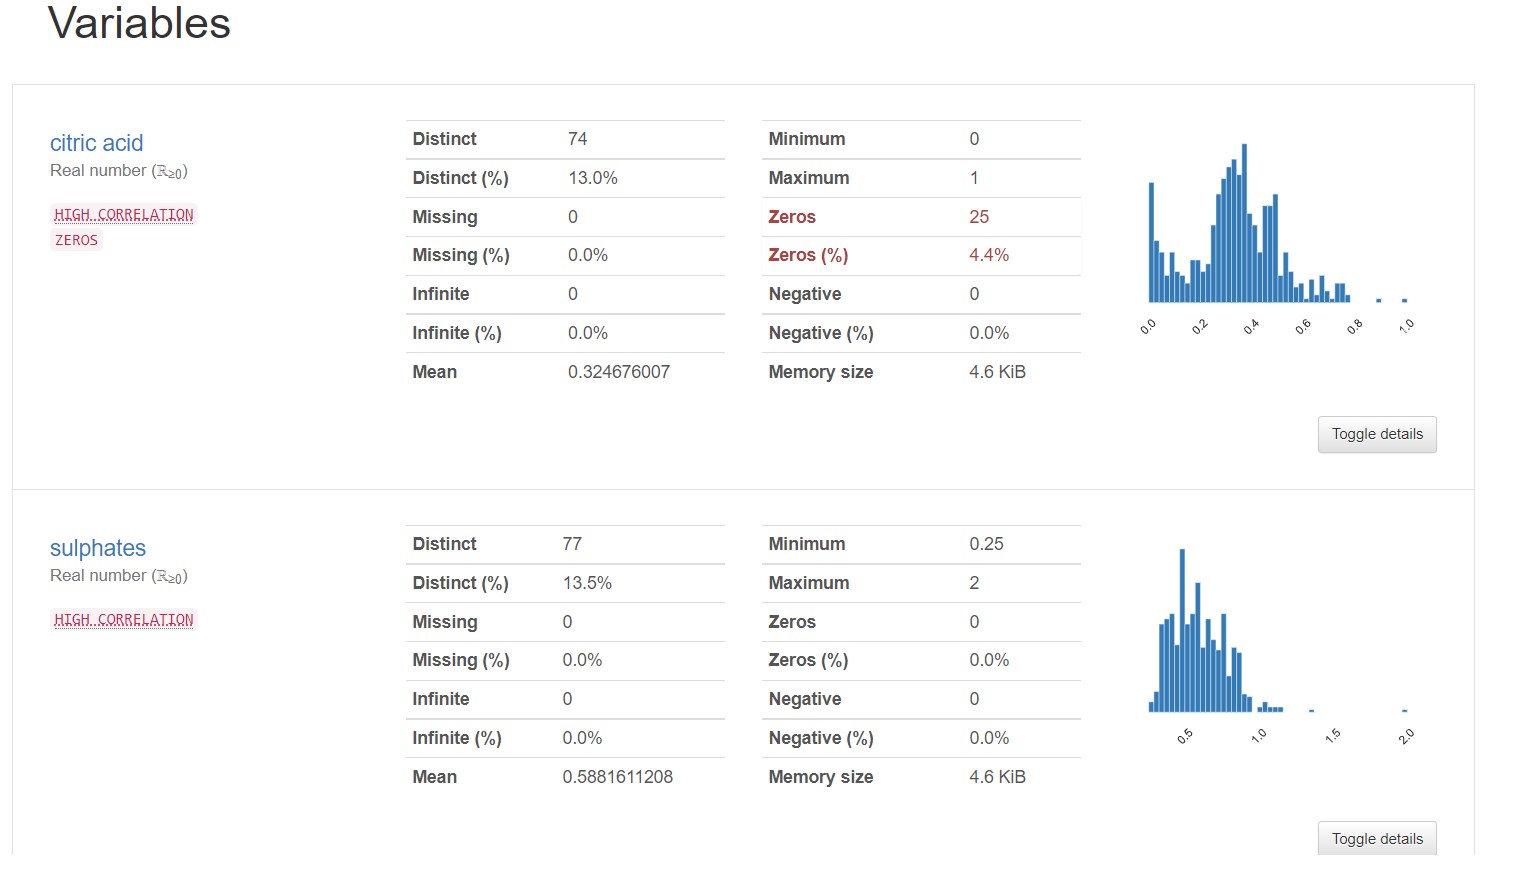 Variables
citric acid
Real number (ℝ≥0)
HIGH CORRELATION
ZEROS
Distinct 74
Distinct (%) 13.0%
Missing 0
Missing (%) 0.0%
Infinite 0
Infinite (%) 0.0%
Mean 0.324676007
Minimum 0
Maximum 1
Zeros 25
Zeros (%) 4.4%
Negative 0
Negative (%) 0.0%
Memory size 4.6 KiB
0.0 0.2 0.4 0.6 0.8 1.0
Toggle details
sulphates
Real number (ℝ≥0)
HIGH CORRELATION
Distinct 77
Distinct (%) 13.5%
Missing 0
Missing (%) 0.0%
Infinite 0
Infinite (%) 0.0%
Mean 0.5881611208
Minimum 0.25
Maximum 2
Zeros 0
Zeros (%) 0.0%
Negative 0
Negative (%) 0.0%
Memory size 4.6 KiB
0.5 1.0 1.5 2.0
Toggle details